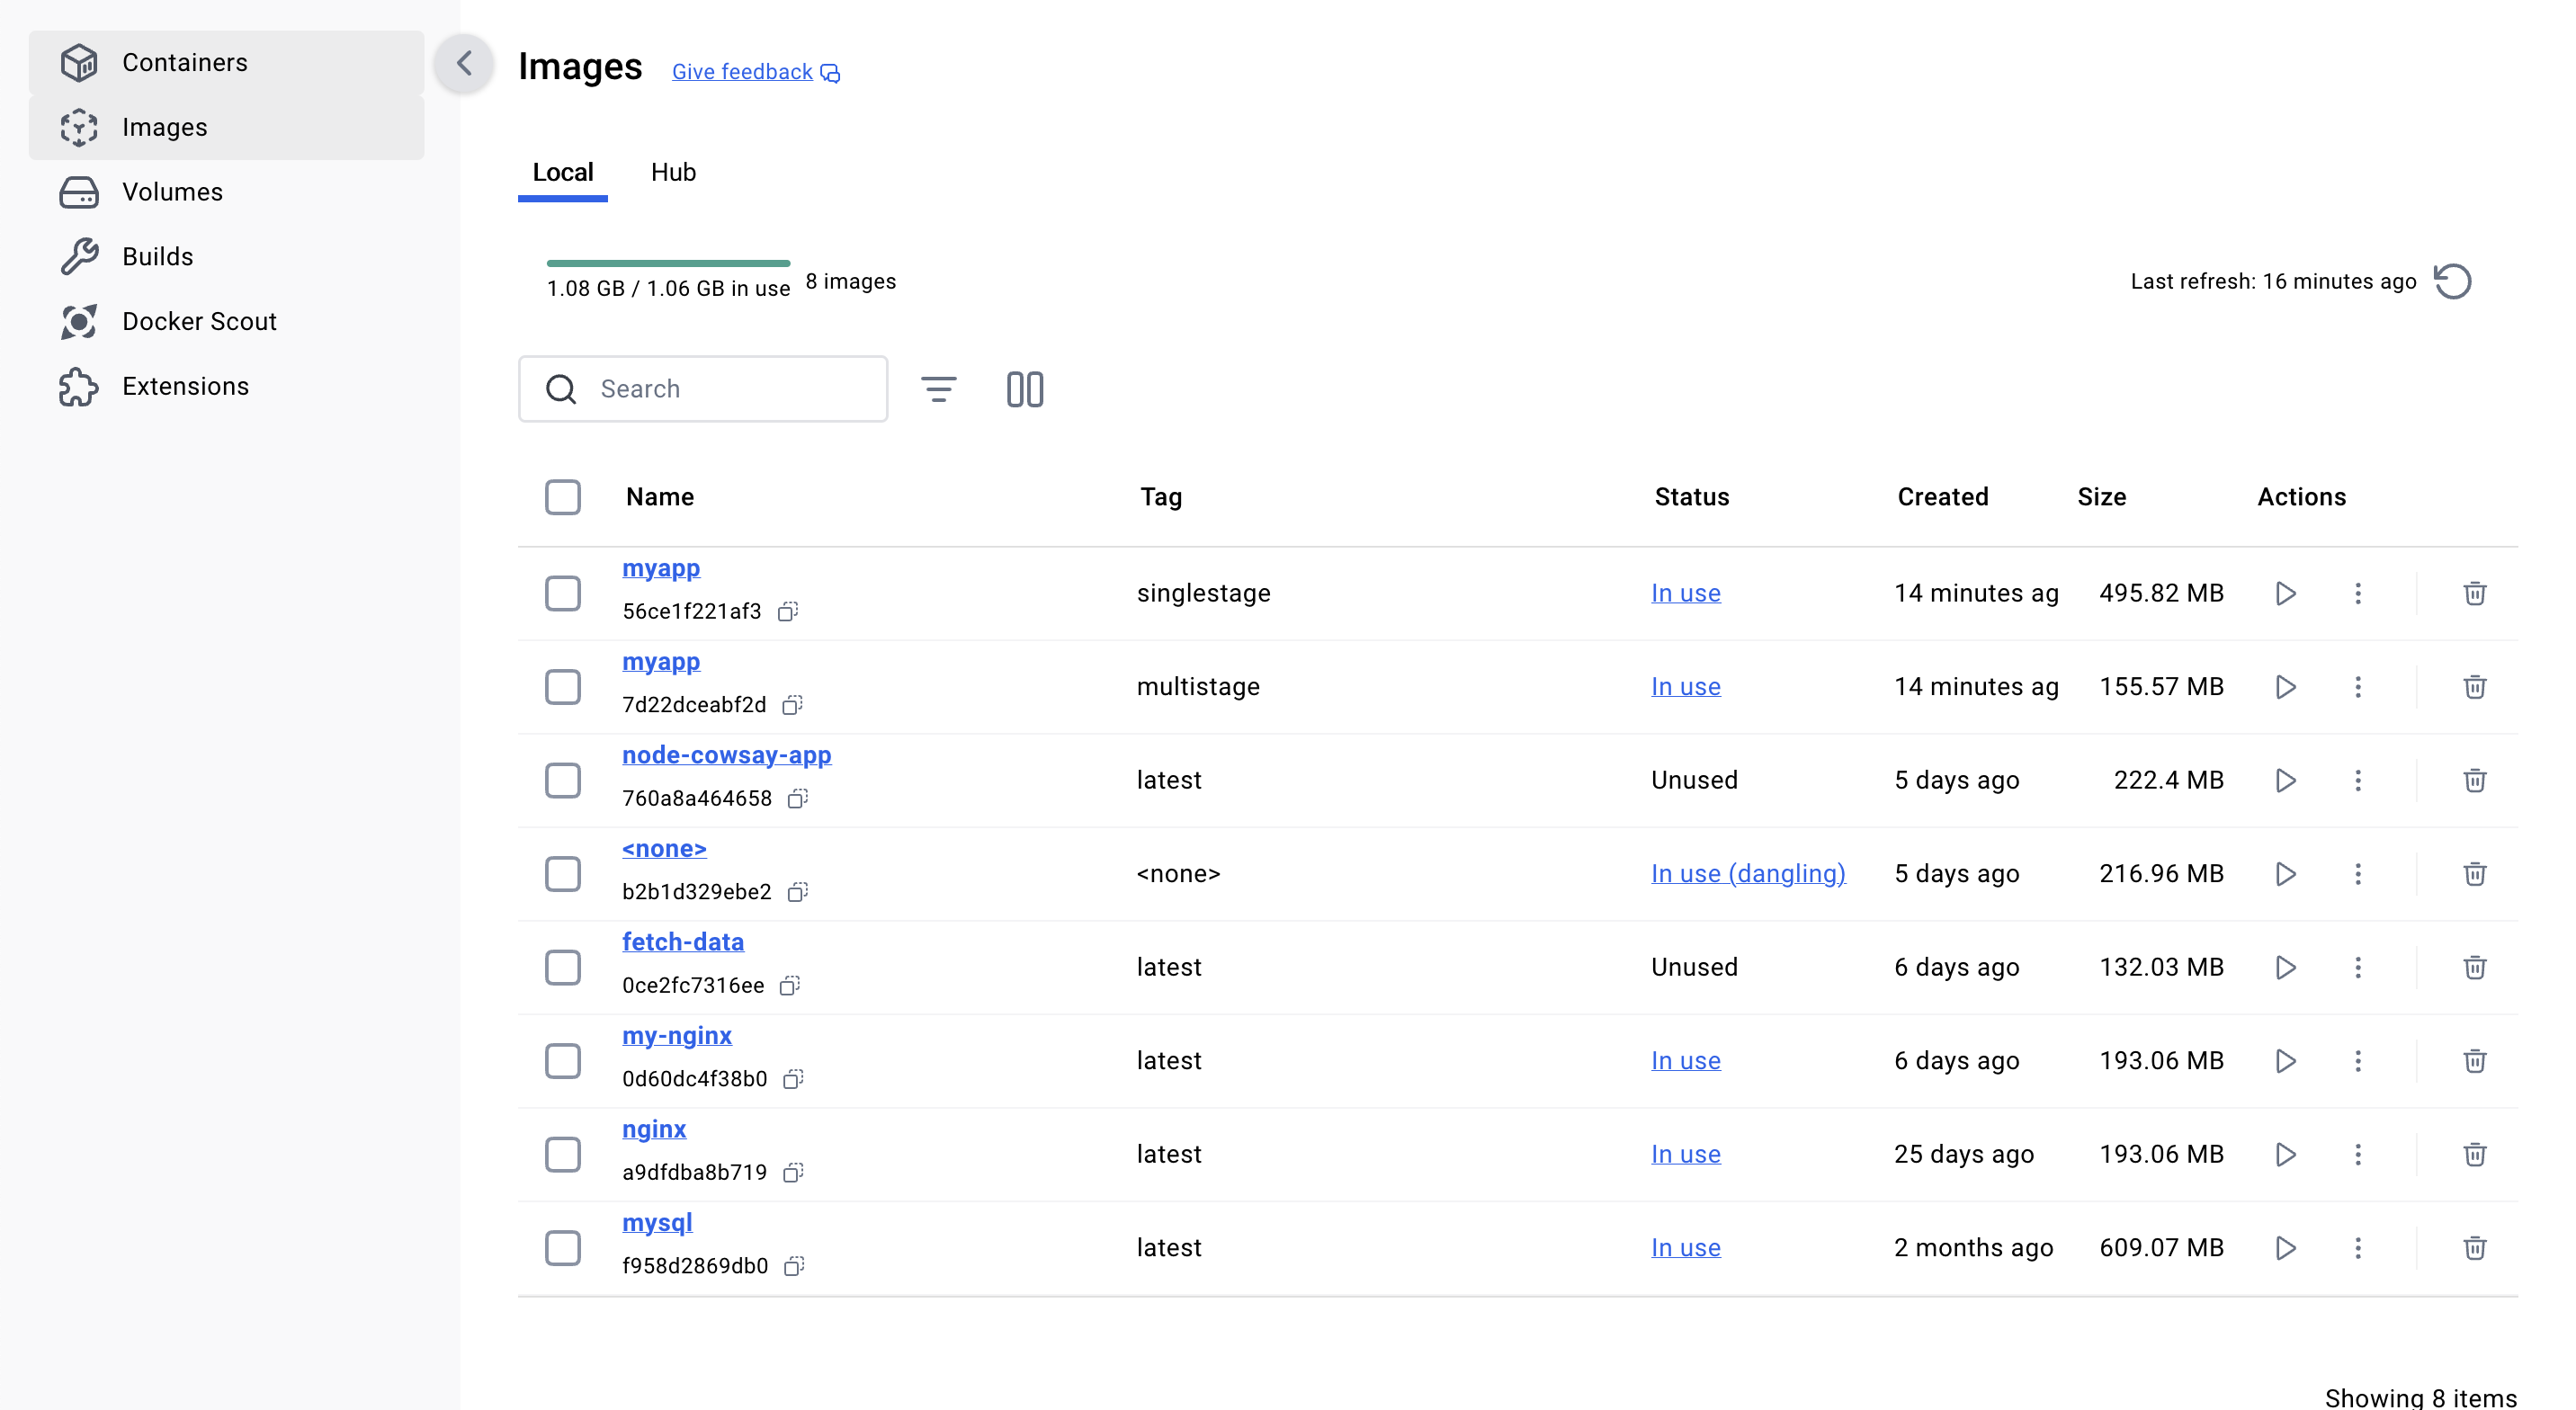 Containers
Images
Volumes
Builds
Docker Scout
Extensions
Images Give feedback
Local Hub
1.08 GB / 1.06 GB in use 8 images
Last refresh: 16 minutes ago
Search
Name Tag Status Created Size Actions
myapp
56ce1f221af3
singlestage In use 14 minutes ag 495.82 MB
myapp
7d22dceabf2d
multistage In use 14 minutes ag 155.57 MB
node-cowsay-app
760a8a464658
latest Unused 5 days ago 222.4 MB
<none>
b2b1d329ebe2
<none> In use (dangling) 5 days ago 216.96 MB
fetch-data
0ce2fc7316ee
latest Unused 6 days ago 132.03 MB
my-nginx
0d60dc4f38b0
latest In use 6 days ago 193.06 MB
nginx
a9dfdba8b719
latest In use 25 days ago 193.06 MB
mysql
f958d2869db0
latest In use 2 months ago 609.07 MB
Showing 8 items